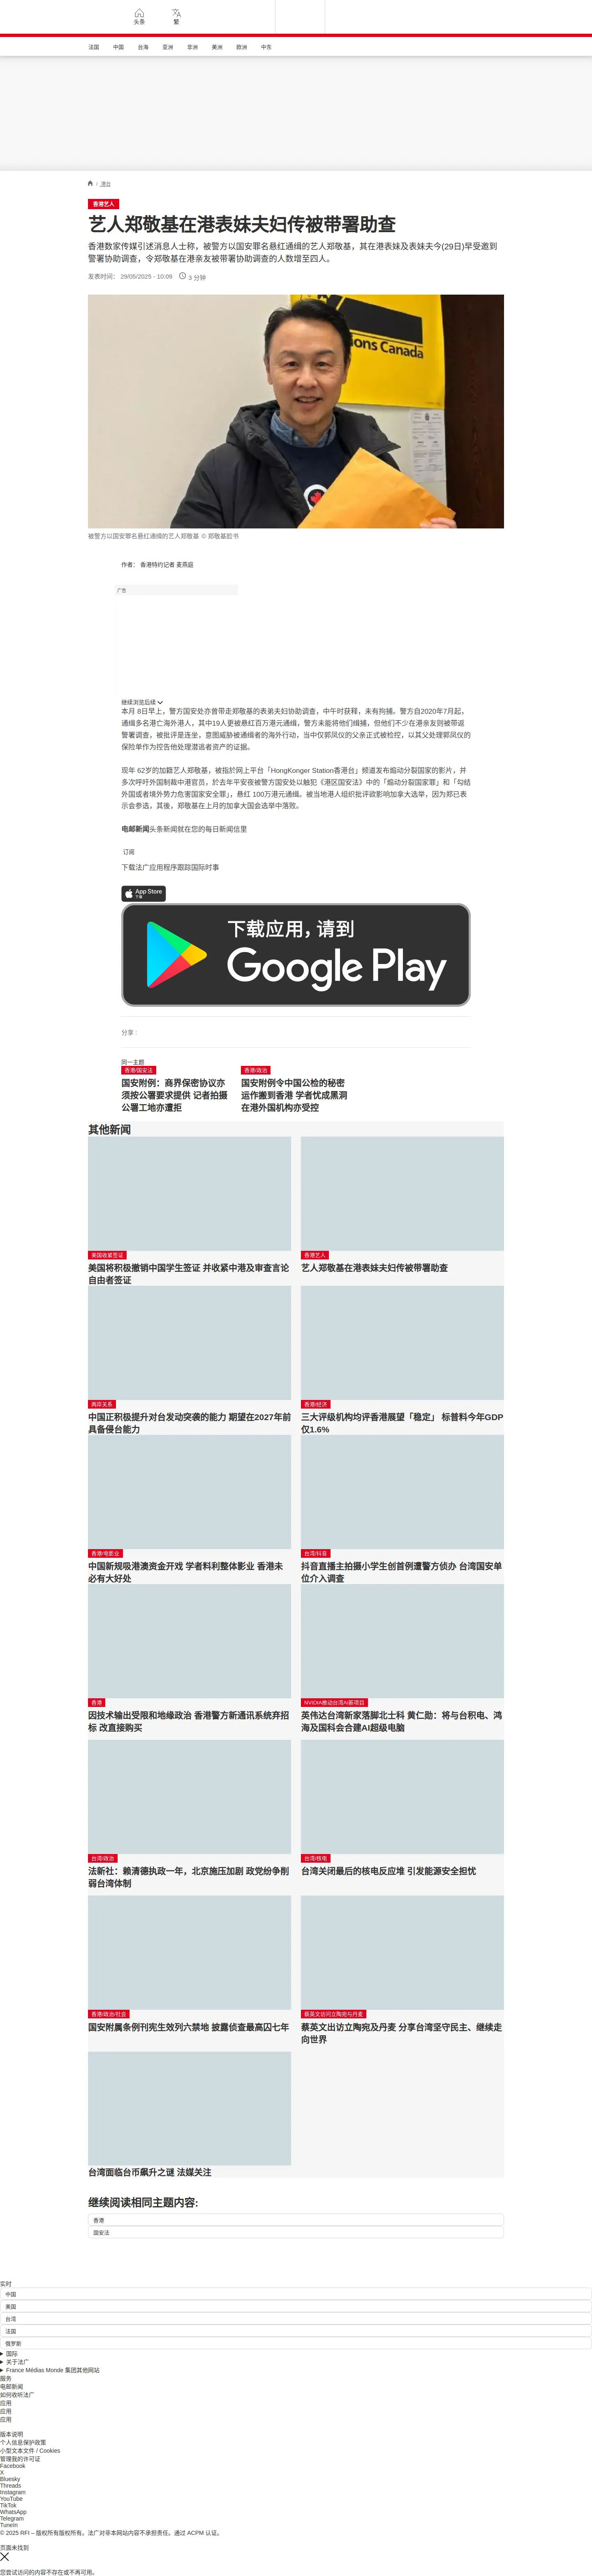 头条
繁
法国
中国
台海
亚洲
非洲
美洲
欧洲
中东
/ 港台
香港艺人
艺人郑敬基在港表妹夫妇传被带署助查
香港数家传媒引述消息人士称，被警方以国安罪名悬红通缉的艺人郑敬基，其在港表妹及表妹夫今(29日)早受邀到
警署协助调查，令郑敬基在港亲友被带署协助调查的人数增至四人。
发表时间： 29/05/2025 - 10:09
3 分钟
tions Canada
被警方以国安罪名悬红通缉的艺人郑敬基 © 郑敬基脸书
作者： 香港特约记者 麦燕庭
广告
继续浏览后续
本月 8日早上，警方国安处亦曾带走郑敬基的表弟夫妇协助调查，中午时获释，未有拘捕。警方自2020年7月起，
通缉多名港亡海外港人，其中19人更被悬红百万港元通缉，警方未能将他们缉捕，但他们不少在港亲友则被带返
警署调查，被批评是连坐，意图威胁被通缉者的海外行动，当中仅郭凤仪的父亲正式被检控，以其父处理郭凤仪的
保险单作为控告他处理潜逃者资产的证据。
现年 62岁的加籍艺人郑敬基，被指於网上平台「HongKonger Station香港台」频道发布煽动分裂国家的影片，并
多次呼吁外国制裁中港官员，於去年平安夜被警方国安处以触犯《港区国安法》中的「煽动分裂国家罪」和「勾结
外国或者境外势力危害国家安全罪」，悬红 100万港元通缉。被当地港人组织批评欲影响加拿大选举，因为郑已表
示会参选，其後，郑敬基在上月的加拿大国会选举中落败。
电邮新闻头条新闻就在您的每日新闻信里
订阅
下载法广应用程序跟踪国际时事
App Store
下载
下载应用，请到
Google Play
分享 :
同一主题
香港/国安法
国安附例：商界保密协议亦
须按公署要求提供 记者拍摄
公署工地亦遭拒
香港/政治
国安附例令中国公检的秘密
运作搬到香港 学者忧成黑洞
在港外国机构亦受控
其他新闻
美国收紧签证
美国将积极撤销中国学生签证 并收紧中港及审查言论
自由者签证
香港艺人
艺人郑敬基在港表妹夫妇传被带署助查
两岸关系
中国正积极提升对台发动突袭的能力 期望在2027年前
具备侵台能力
香港/经济
三大评级机构均评香港展望「稳定」 标普料今年GDP
仅1.6%
香港/电影业
中国新规吸港澳资金开戏 学者料利整体影业 香港未
必有大好处
台湾/抖音
抖音直播主拍摄小学生创首例遭警方侦办 台湾国安单
位介入调查
香港
因技术输出受限和地缘政治 香港警方新通讯系统弃招
标 改直接购买
NVIDIA推动台湾AI新项目
英伟达台湾新家落脚北士科 黄仁勋：将与台积电、鸿
海及国科会合建AI超级电脑
台湾/政治
法新社：赖清德执政一年，北京施压加剧 政党纷争削
弱台湾体制
台湾/核电
台湾关闭最后的核电反应堆 引发能源安全担忧
香港/政治/社会
国安附属条例刊宪生效列六禁地 披露侦查最高囚七年
蔡英文访问立陶宛与丹麦
蔡英文出访立陶宛及丹麦 分享台湾坚守民主、继续走
向世界
台湾面临台币飙升之谜 法媒关注
继续阅读相同主题内容:
香港
国安法
实时
中国
美国
台湾
法国
俄罗斯
国际
关于法广
France Médias Monde 集团其他网站
服务
电邮新闻
如何收听法广
应用
应用
应用
版本说明
个人信息保护政策
小型文本文件 / Cookies
管理我的许可证
Facebook
X
Bluesky
Threads
Instagram
YouTube
TikTok
WhatsApp
Telegram
TuneIn
© 2025 RFI – 版权所有版权所有。法广对非本网站内容不承担责任。通过 ACPM 认证。
页面未找到
您尝试访问的内容不存在或不再可用。